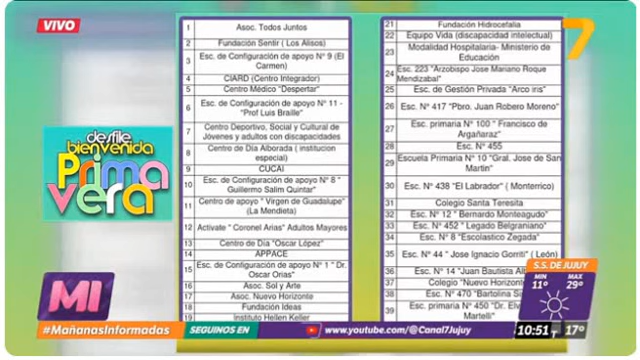 VIVO
desfile
bienvenida
Prima
vera
MI
#MañanasInformadas
1 Asoc. Todos Juntos
2 Fundación Sentir ( Los Alisos)
3 Esc. de Configuración de apoyo N° 9 (El
Carmen)
4 CIARD (Centro Integrador)
5 Centro Médico "Despertar"
6 Esc. de Configuración de apoyo N° 11 -
"Prof Luis Braille"
7 Centro Deportivo, Social y Cultural de
Jóvenes y adultos con discapacidades
8 Centro de Día Alborada ( institucion
especial)
9 CUCAI
10 Esc. de Configuración de apoyo N° 8 "
Guillermo Salim Quintar"
11 Centro de apoyo " Virgen de Guadalupe"
(La Mendieta)
12 Activate " Coronel Arias" Adultos Mayores
13 Centro de Día "Oscar López"
14 APPACE
15 Esc. de Configuración de apoyo N° 1 " Dr.
Oscar Orias"
16 Asoc. Sol y Arte
17 Asoc. Nuevo Horizonte
18 Fundación Ideas
19 Instituto Hellen Keller
21 Fundación Hidrocefalia
22 Equipo Vida (discapacidad intelectual)
23 Modalidad Hospitalaria- Ministerio de
Educación
24 Esc. 223 "Arzobispo Jose Mariano Roque
Mendizabal"
25 Esc. de Gestión Privada "Arco iris"
26 Esc. N° 417 "Pbro. Juan Robero Moreno"
27 Esc. primaria N° 100 " Francisco de
Argañaraz"
28 Esc. N° 455
29 Escuela Primaria N° 10 "Gral. Jose de San
Martin"
30 Esc. N° 438 "El Labrador" ( Monterrico)
31 Colegio Santa Teresita
32 Esc. N° 12 " Bernardo Monteagudo"
33 Esc. N° 452 " Legado Belgraniano"
34 Esc. N° 8 "Escolastico Zegada"
35 Esc. N° 44 " Jose Ignacio Gorriti" ( León)
36 Esc. N° 14 "Juan Bautista Alb
37 Colegio "Nuevo Horizont
38 Esc. N° 470 "Bartolina Si
39 Esc. primaria N° 450 "Dr. Elv
Martelli"
7
S.S. DE JUJUY
MIN MAX
11° 29°
SEGUINOS EN www.youtube.com/@Canal7Jujuy
10:51 17°